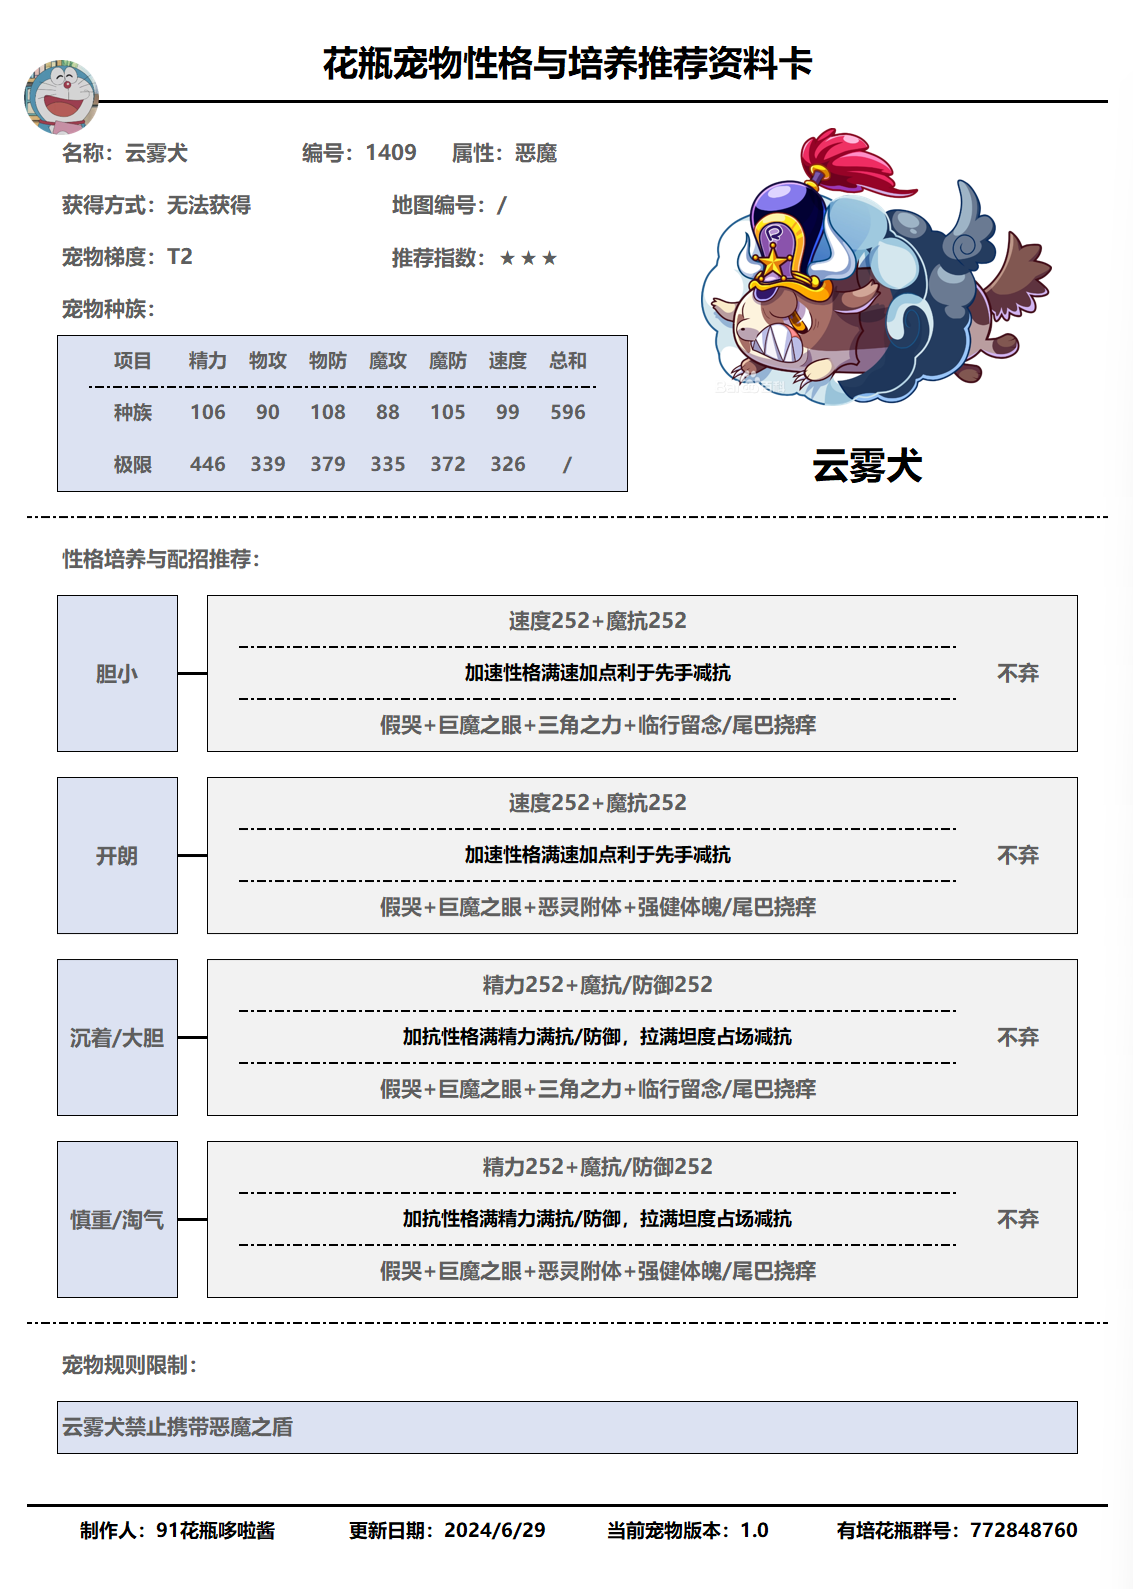 花瓶宠物性格与培养推荐资料卡
名称：云雾犬 编号：1409 属性：恶魔
获得方式：无法获得 地图编号：/
宠物梯度：T2 推荐指数：★★★
宠物种族：
项目 精力 物攻 物防 魔攻 魔防 速度 总和
种族 106 90 108 88 105 99 596
极限 446 339 379 335 372 326 /
云雾犬
性格培养与配招推荐：
速度252+魔抗252
胆小 加速性格满速加点利于先手减抗 不弃
假哭+巨魔之眼+三角之力+临行留念/尾巴挠痒
速度252+魔抗252
开朗 加速性格满速加点利于先手减抗 不弃
假哭+巨魔之眼+恶灵附体+强健体魄/尾巴挠痒
精力252+魔抗/防御252
沉着/大胆 加抗性格满精力满抗/防御，拉满坦度占场减抗 不弃
假哭+巨魔之眼+三角之力+临行留念/尾巴挠痒
精力252+魔抗/防御252
慎重/淘气 加抗性格满精力满抗/防御，拉满坦度占场减抗 不弃
假哭+巨魔之眼+恶灵附体+强健体魄/尾巴挠痒
宠物规则限制：
云雾犬禁止携带恶魔之盾
制作人：91花瓶哆啦酱 更新日期：2024/6/29 当前宠物版本：1.0 有培花瓶群号：772848760